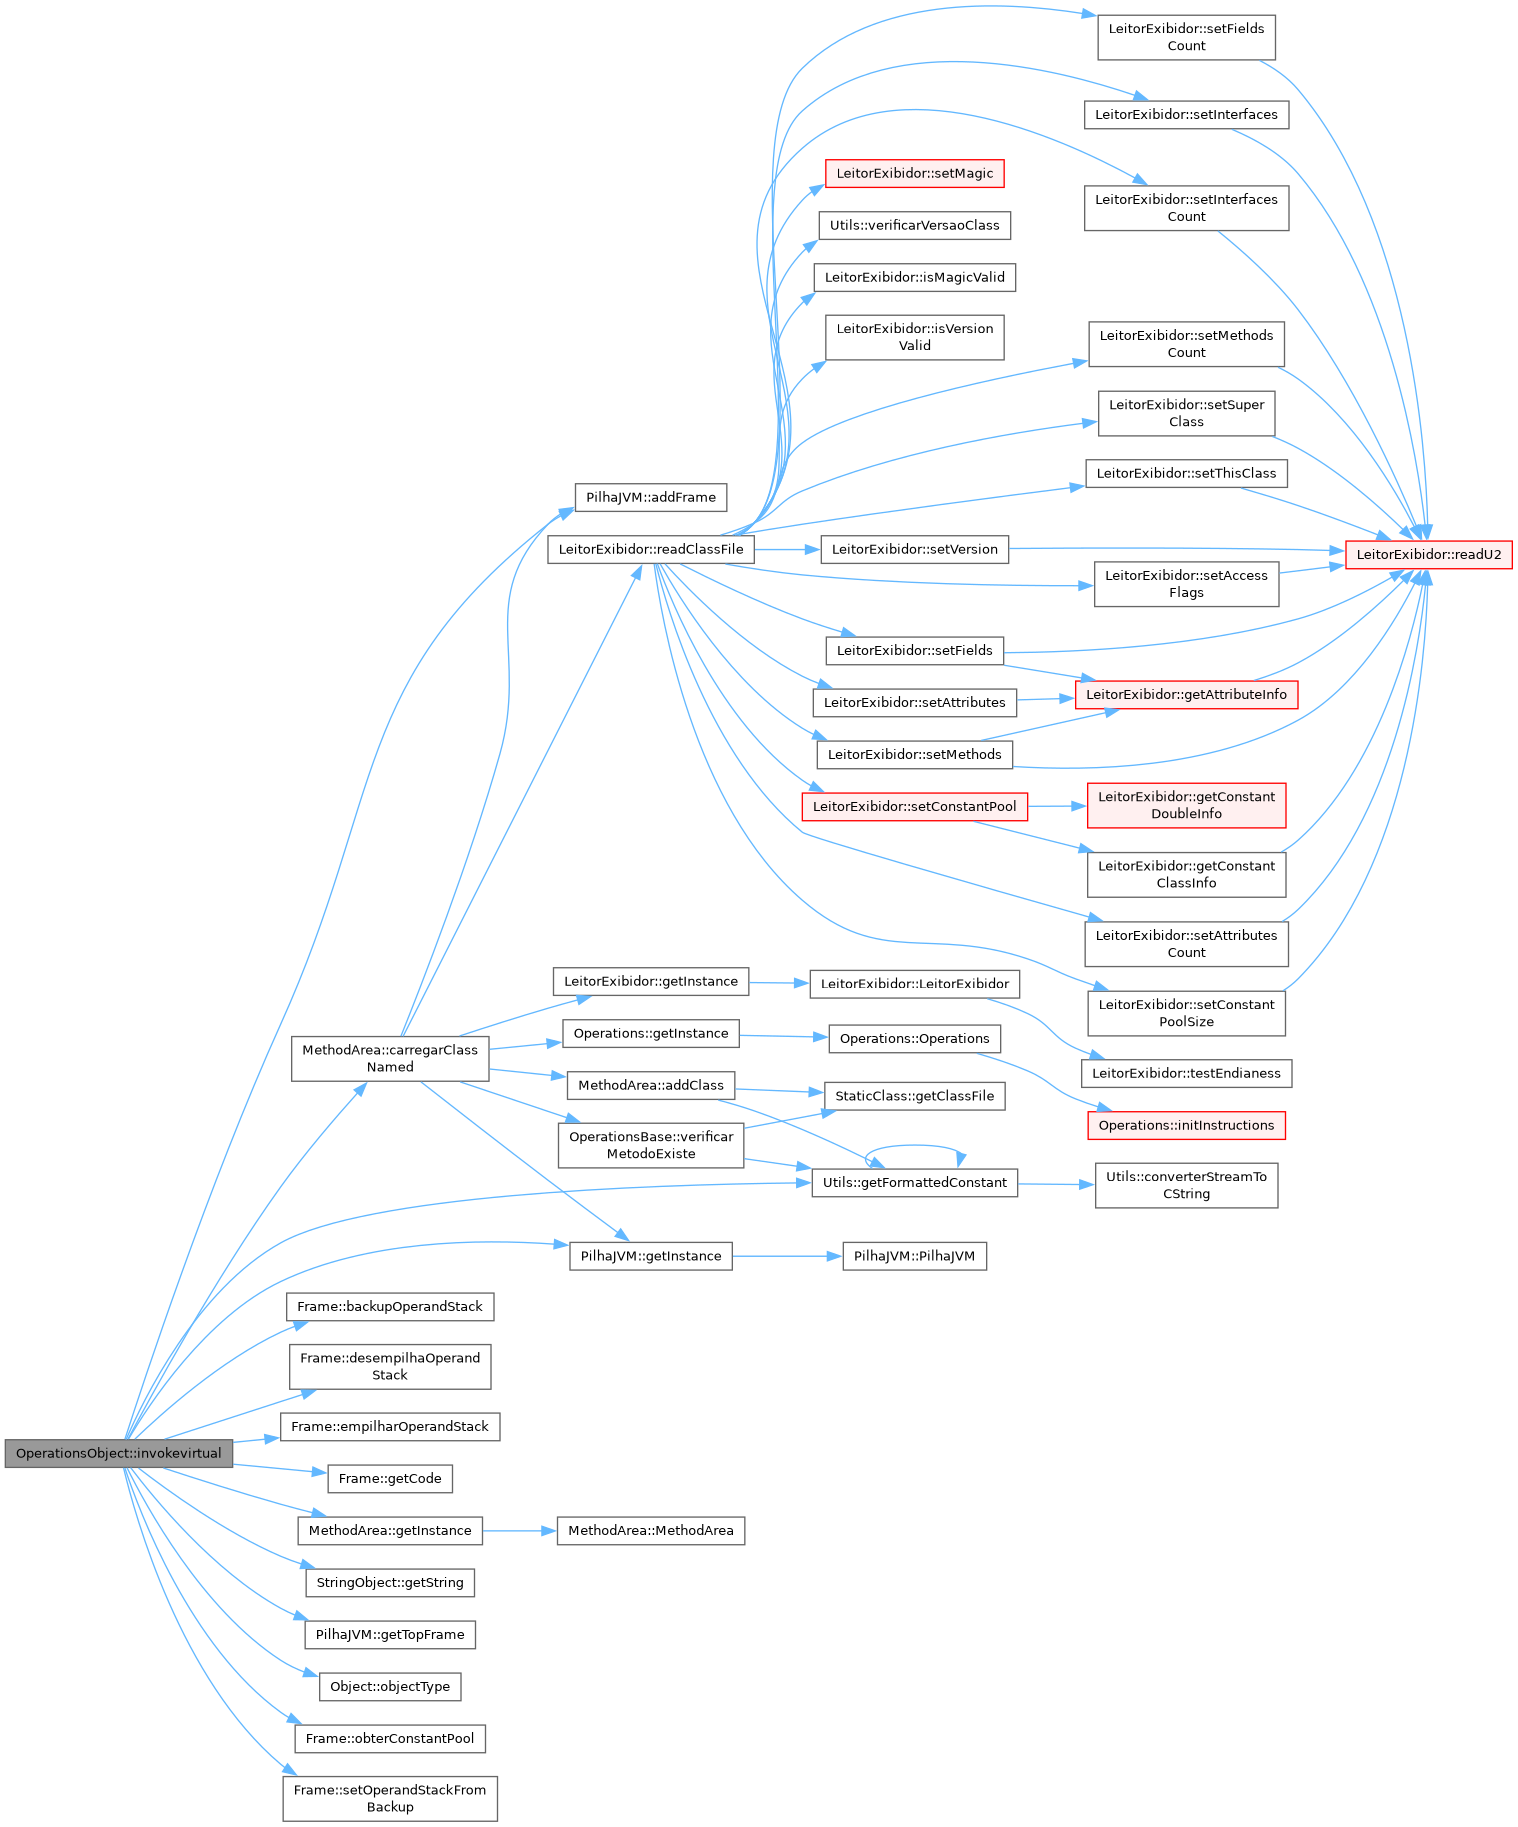 LeitorExibidor::setFields
Count
LeitorExibidor::setInterfaces
LeitorExibidor::setMagic
LeitorExibidor::setInterfaces
Count
Utils::verificarVersaoClass
LeitorExibidor::isMagicValid
LeitorExibidor::isVersion
Valid
LeitorExibidor::setMethods
Count
LeitorExibidor::setSuper
Class
LeitorExibidor::setThisClass
PilhaJVM::addFrame
LeitorExibidor::readClassFile
LeitorExibidor::setVersion
LeitorExibidor::readU2
LeitorExibidor::setAccess
Flags
LeitorExibidor::setFields
LeitorExibidor::getAttributeInfo
LeitorExibidor::setAttributes
LeitorExibidor::setMethods
LeitorExibidor::setConstantPool
LeitorExibidor::getConstant
DoubleInfo
LeitorExibidor::getConstant
ClassInfo
LeitorExibidor::setAttributes
Count
LeitorExibidor::getInstance
LeitorExibidor::LeitorExibidor
LeitorExibidor::setConstant
PoolSize
Operations::getInstance
Operations::Operations
MethodArea::carregarClass
Named
LeitorExibidor::testEndianess
MethodArea::addClass
StaticClass::getClassFile
Operations::initInstructions
OperationsBase::verificar
MetodoExiste
Utils::getFormattedConstant
Utils::converterStreamTo
CString
PilhaJVM::getInstance
PilhaJVM::PilhaJVM
Frame::backupOperandStack
Frame::desempilhaOperand
Stack
Frame::empilharOperandStack
OperationsObject::invokevirtual
Frame::getCode
MethodArea::getInstance
MethodArea::MethodArea
StringObject::getString
PilhaJVM::getTopFrame
Object::objectType
Frame::obterConstantPool
Frame::setOperandStackFrom
Backup